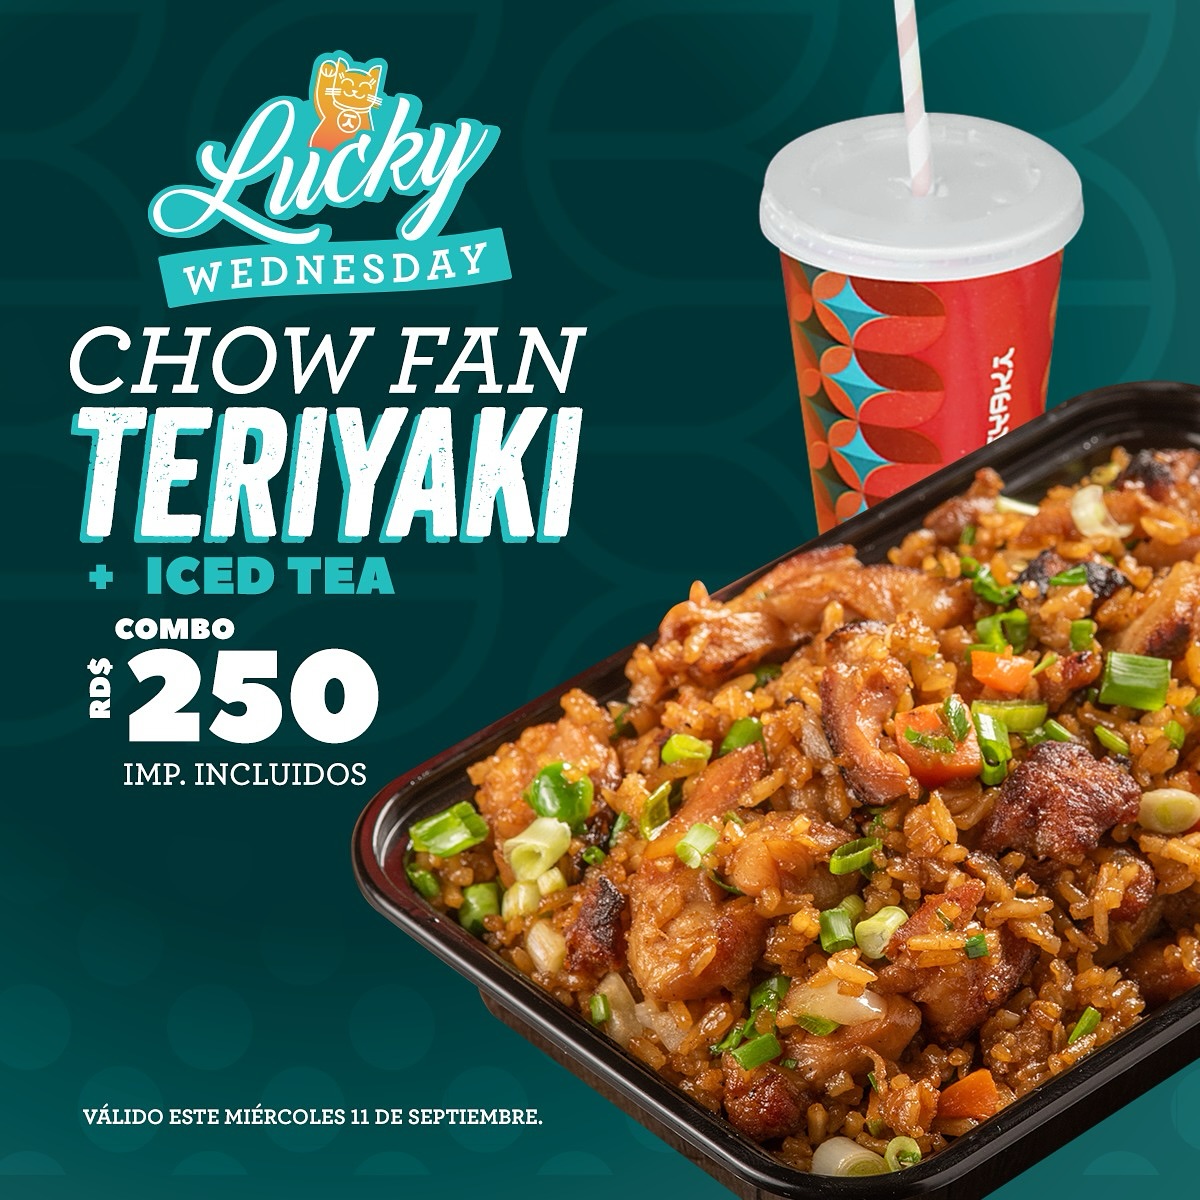 Lucky
WEDNESDAY
CHOW FAN
TERIYAKI
+ ICED TEA
COMBO
RD$ 250
IMP. INCLUIDOS
VÁLIDO ESTE MIÉRCOLES 11 DE SEPTIEMBRE.